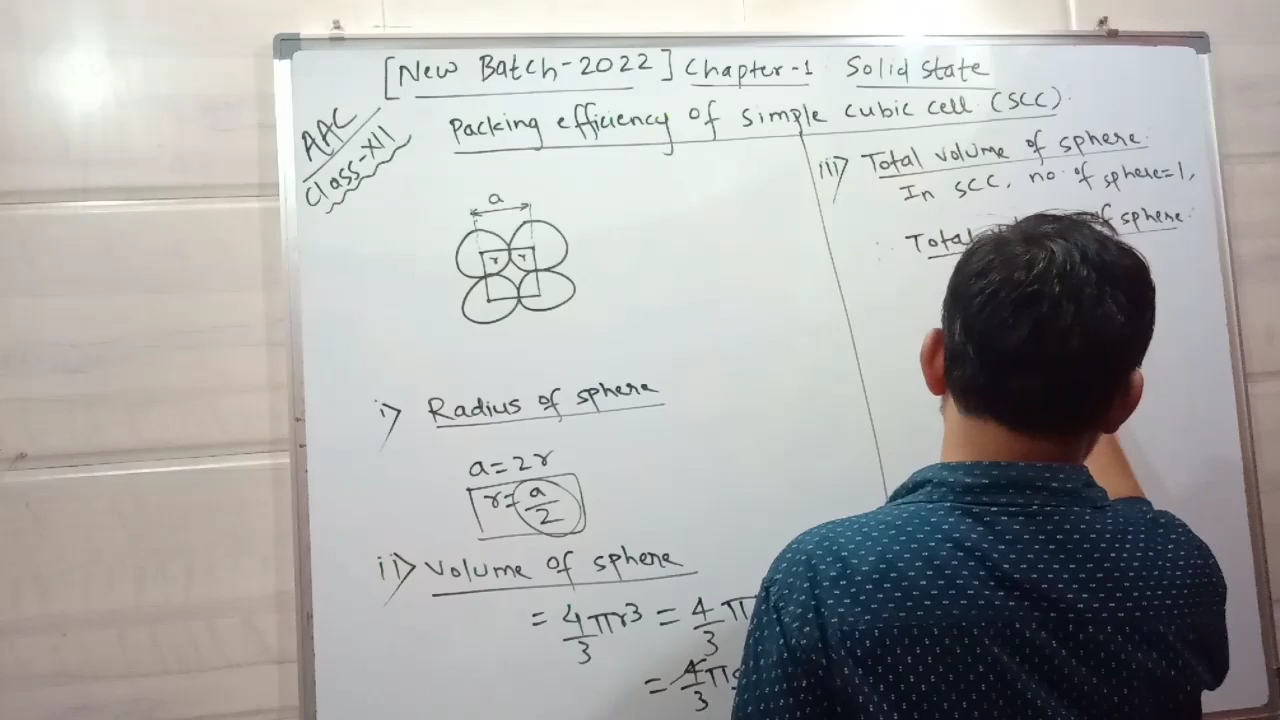 [New Batch-2022] Chapter-1 Solid state
AAC
Class-XII
Packing efficiency of simple cubic cell (SCC).
a
r r
i) Radius of sphere
a=2r
r=a/2
ii) Volume of sphere
= 4/3 πr3 = 4/3 π
= 4/3 π
iii) Total volume of sphere.
In SCC, no. of sphere=1,
∴ Total of sphere.